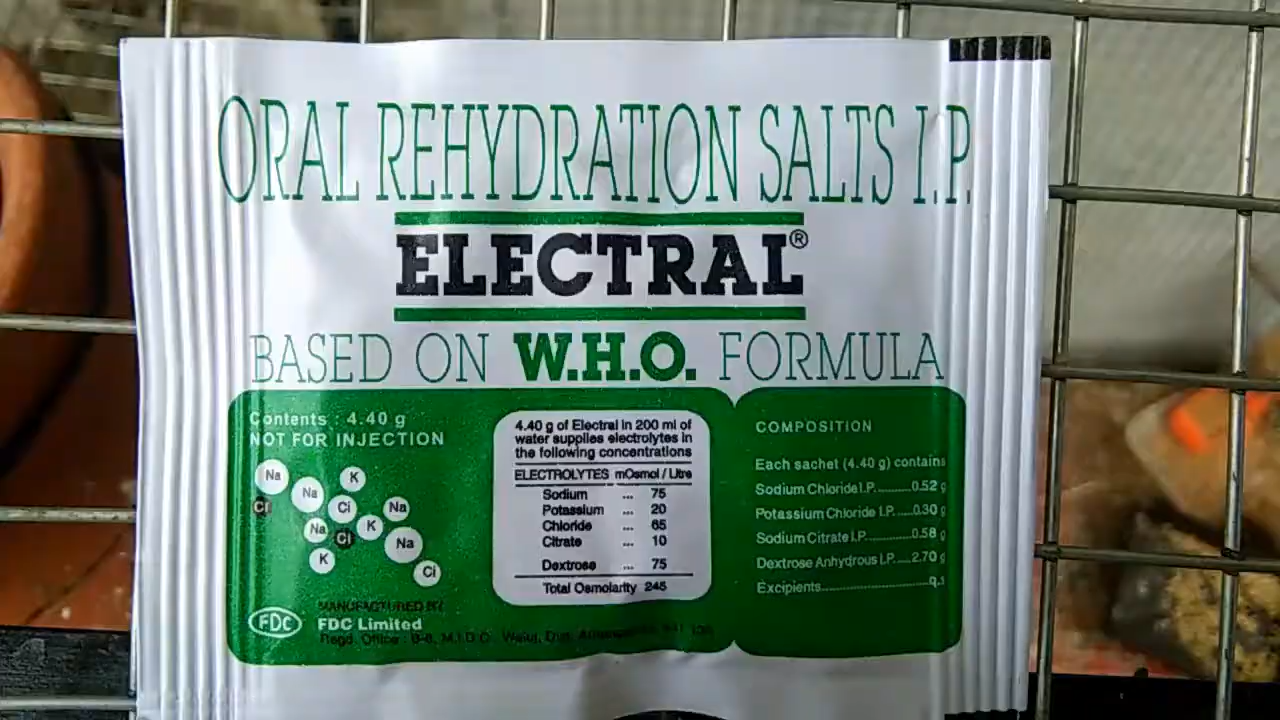 ORAL REHYDRATION SALTS I.P.
ELECTRAL®
BASED ON W.H.O. FORMULA
Contents : 4.40 g
NOT FOR INJECTION
Na
K
Na
Cl
Cl
Na
Na
K
Cl
Na
K
Cl
MANUFACTURED BY
FDC
FDC Limited
Regd. Office : B-8, M.I.D.C. Waluj, Dist.
4.40 g of Electral in 200 ml of
water supplies electrolytes in
the following concentrations
ELECTROLYTES mOsmol / Litre
Sodium ... 75
Potassium ... 20
Chloride ... 65
Citrate ... 10
Dextrose ... 75
Total Osmolarity 245
COMPOSITION
Each sachet (4.40 g) contains
Sodium Chloride I.P..........0.52 g
Potassium Chloride I.P.....0.30 g
Sodium Citrate I.P.............0.58 g
Dextrose Anhydrous I.P....2.70 g
Excipients.........................q.s